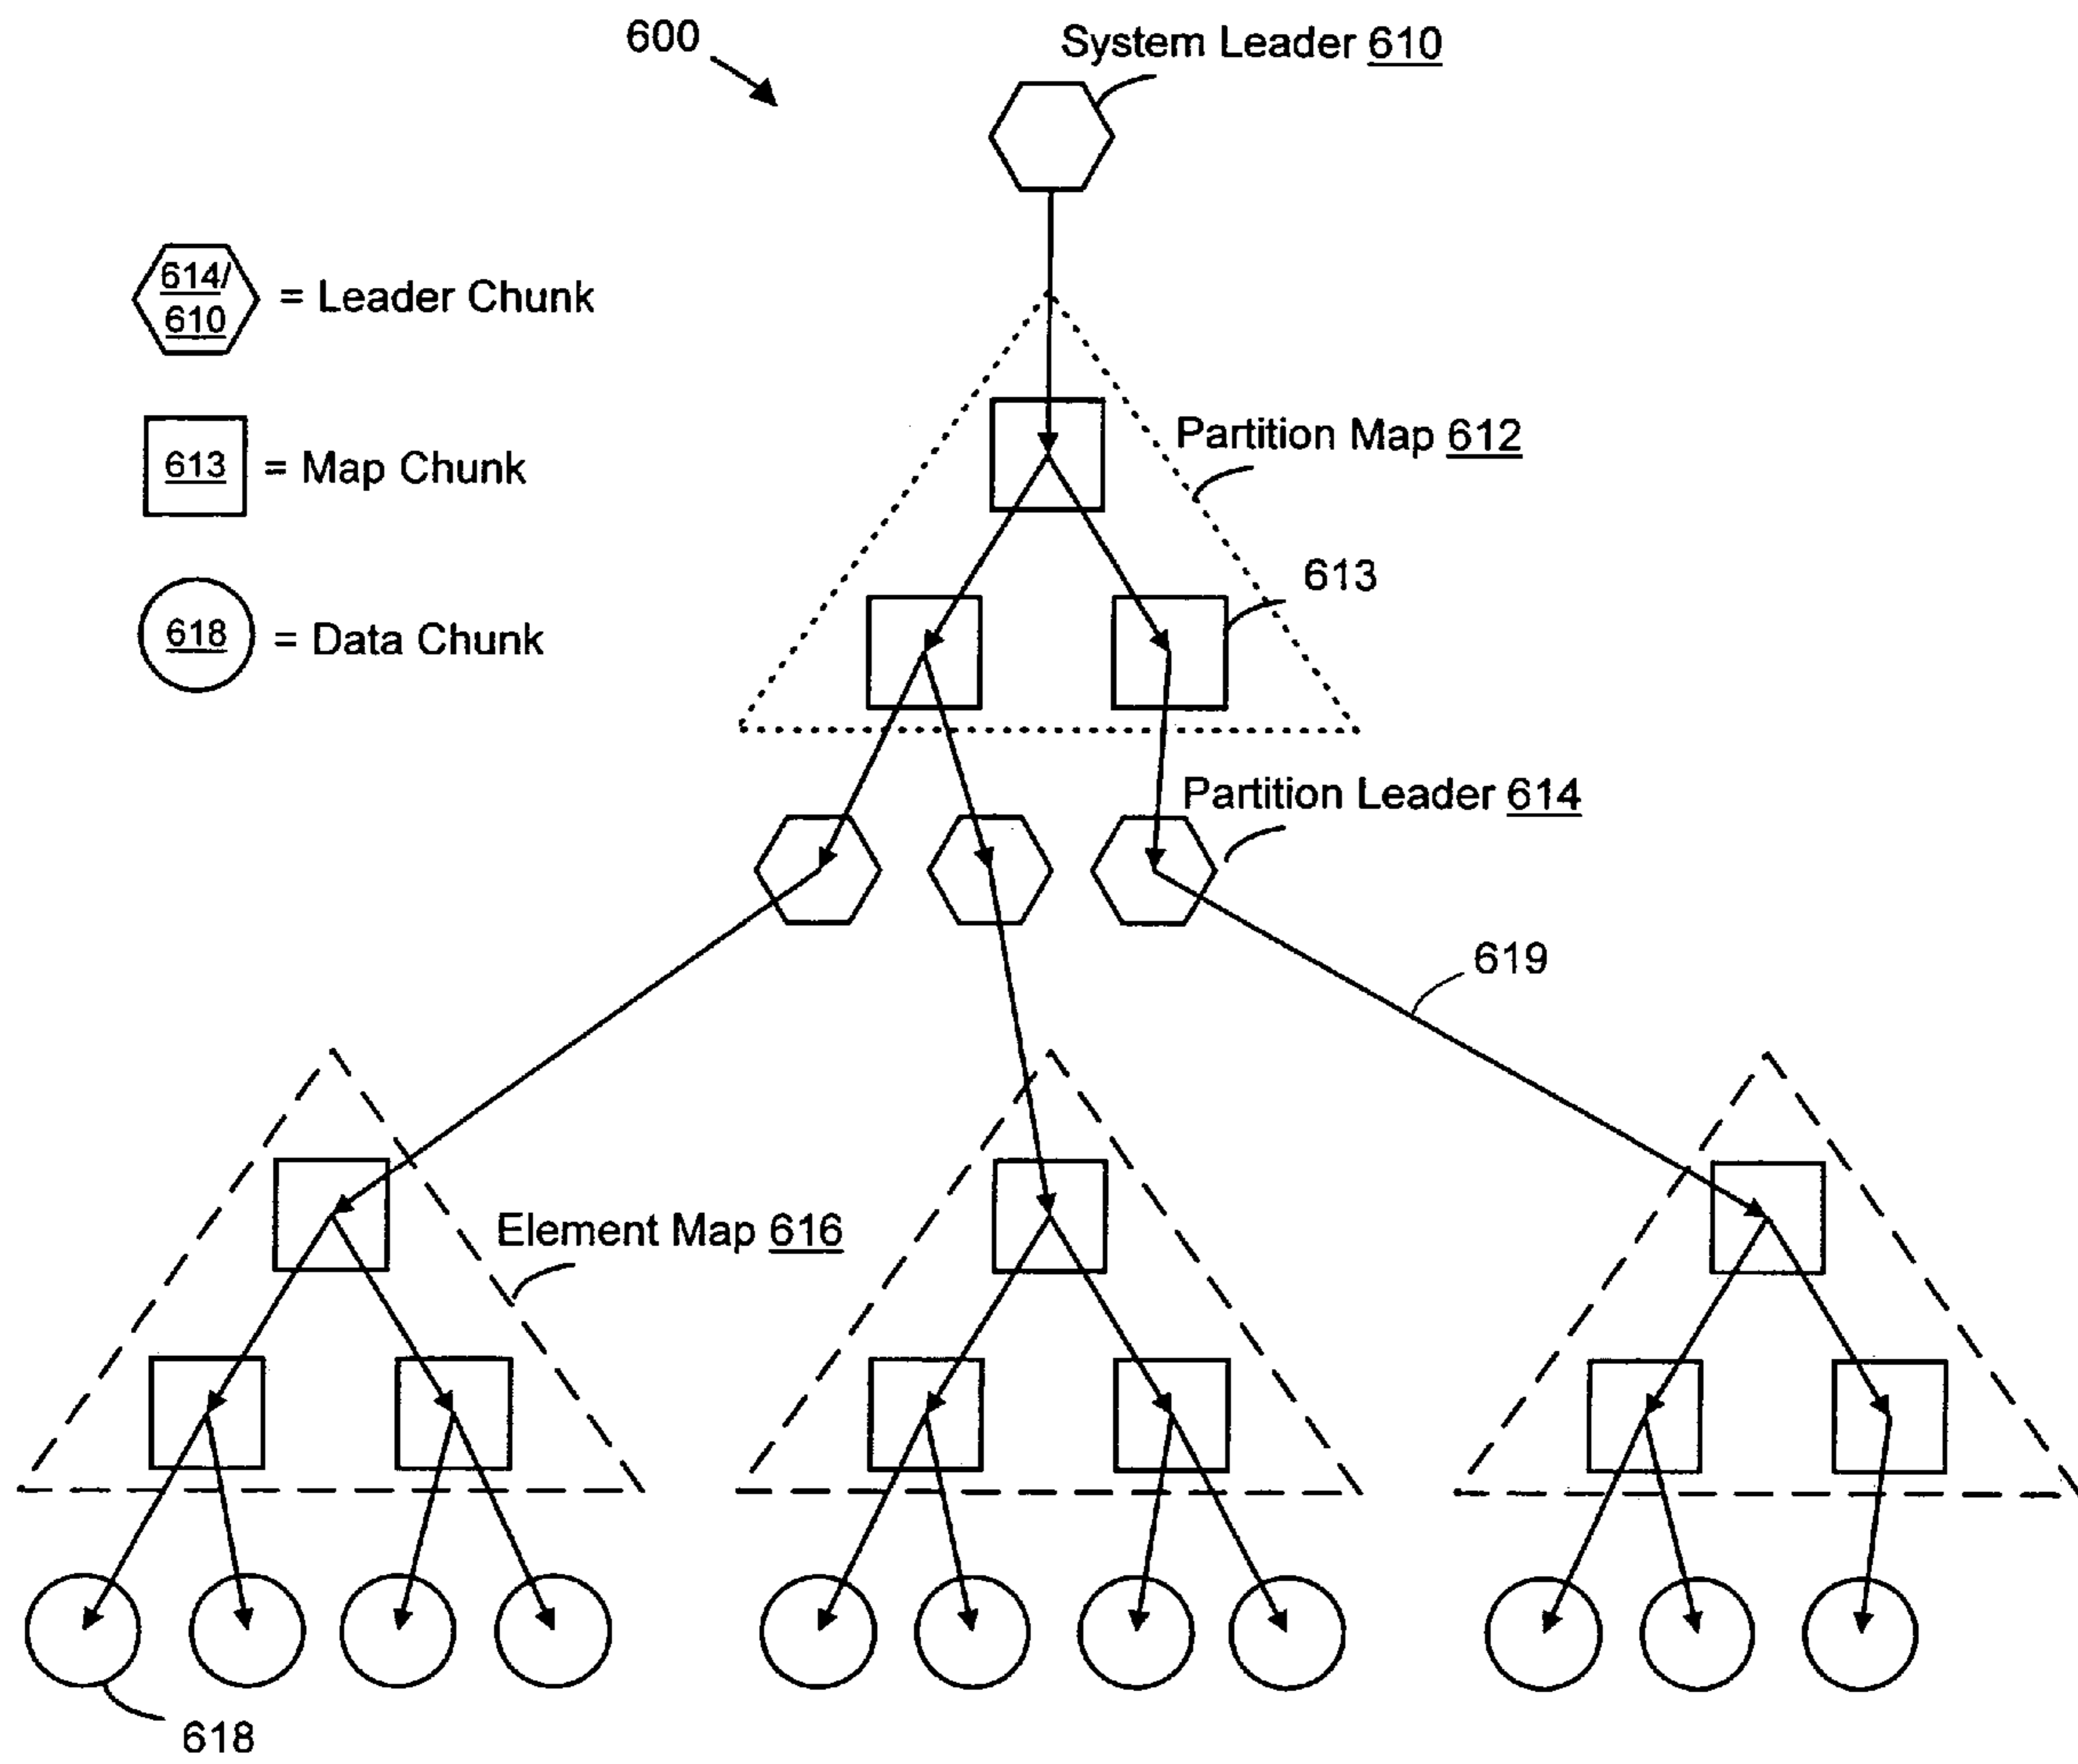 600
System Leader 610
614/
610
= Leader Chunk
613 = Map Chunk
618 = Data Chunk
Partition Map 612
613
Partition Leader 614
619
Element Map 616
618